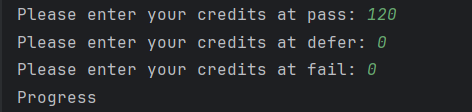 Please enter your credits at pass: 120
Please enter your credits at defer: 0
Please enter your credits at fail: 0
Progress